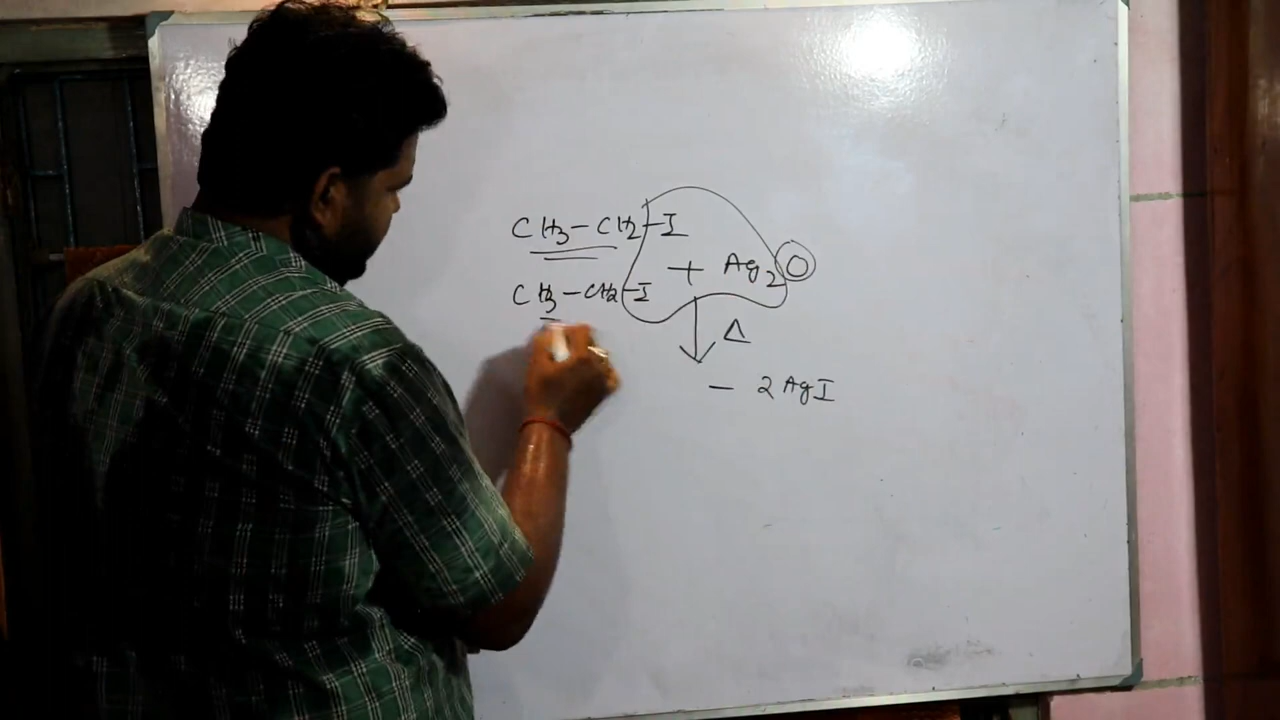 CH3-CH2-I
+ Ag2O
CH3-CH2-I
Δ
- 2AgI